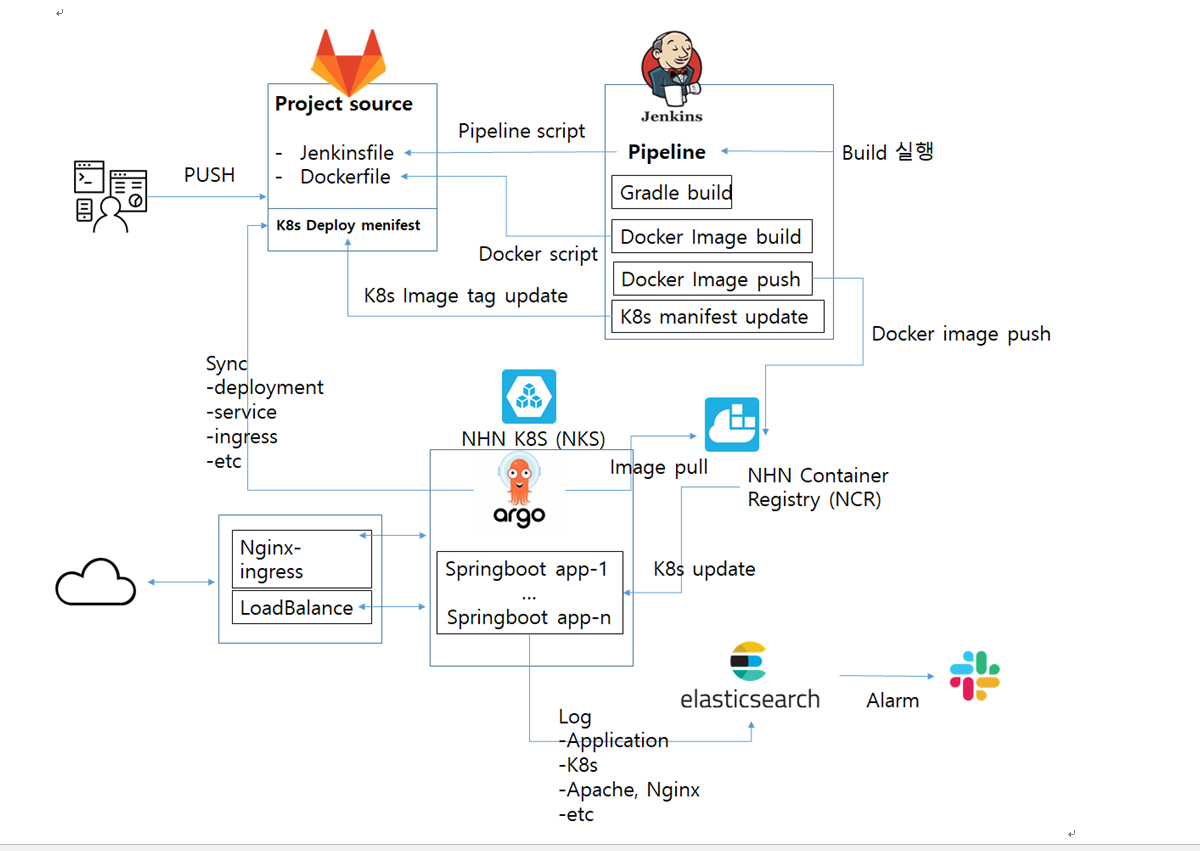 Project source
- Jenkinsfile
- Dockerfile
K8s Deploy menifest
PUSH
Pipeline script
Docker script
K8s Image tag update
Jenkins
Pipeline
Gradle build
Docker Image build
Docker Image push
K8s manifest update
Build 실행
Docker image push
Sync
-deployment
-service
-ingress
-etc
NHN K8S (NKS)
argo
Image pull
NHN Container
Registry (NCR)
Nginx-
ingress
LoadBalance
Springboot app-1
...
Springboot app-n
K8s update
elasticsearch
Alarm
Log
-Application
-K8s
-Apache, Nginx
-etc